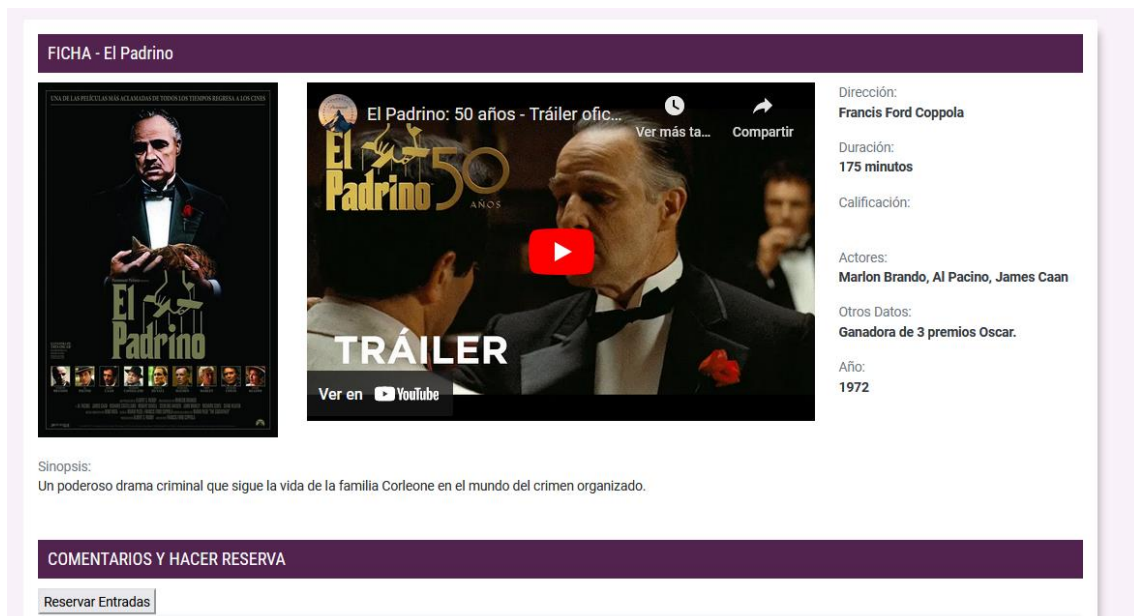 FICHA - El Padrino
UNA DE LAS PELÍCULAS MÁS ACLAMADAS DE TODOS LOS TIEMPOS REGRESA A LOS CINES
El
Padrino
El Padrino: 50 años - Tráiler ofic...
Ver más ta...
Compartir
El
Padrino
50
AÑOS
TRÁILER
Ver en YouTube
Dirección:
Francis Ford Coppola
Duración:
175 minutos
Calificación:
Actores:
Marlon Brando, Al Pacino, James Caan
Otros Datos:
Ganadora de 3 premios Oscar.
Año:
1972
Sinopsis:
Un poderoso drama criminal que sigue la vida de la familia Corleone en el mundo del crimen organizado.
COMENTARIOS Y HACER RESERVA
Reservar Entradas